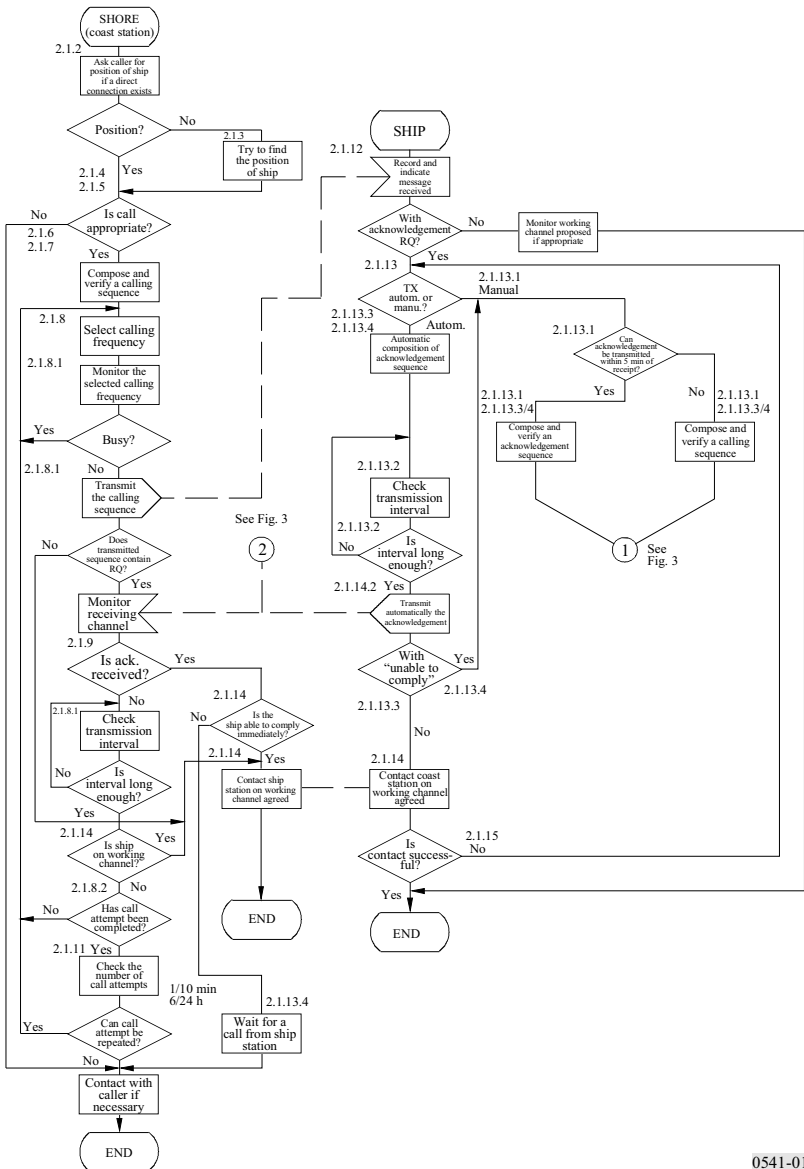 SHORE
(coast station)
2.1.2
Ask caller for
position of ship
if a direct
connection exists
Position?
No
2.1.3
Try to find
the position
of ship
Yes
2.1.4
2.1.5
Is call
appropriate?
No
2.1.6
2.1.7
Yes
Compose and
verify a calling
sequence
2.1.8
Select calling
frequency
2.1.8.1
Monitor the
selected calling
frequency
Yes
Busy?
2.1.8.1
No
Transmit
the calling
sequence
No
Does
transmitted
sequence contain
RQ?
Yes
Monitor
receiving
channel
2.1.9
Is ack.
received?
Yes
No
2.1.8.1
Check
transmission
interval
No
Is
interval long
enough?
Yes
2.1.14
Is ship
on working
channel?
Yes
2.1.8.2
No
No
Has call
attempt been
completed?
2.1.11
Yes
Check the
number of
call attempts
1/10 min
6/24 h
Yes
Can call
attempt be
repeated?
No
Contact with
caller if
necessary
END
See Fig. 3
2
2.1.14
No
Is the
ship able to comply
immediately?
2.1.14
Yes
Contact ship
station on working
channel agreed
END
2.1.13.4
Wait for a
call from ship
station
SHIP
2.1.12
Record and
indicate
message
received
With
acknowledgement
RQ?
No
Monitor working
channel proposed
if appropriate
Yes
2.1.13
TX
autom. or
manu.?
2.1.13.1
Manual
2.1.13.3
2.1.13.4
Autom.
Automatic
composition of
acknowledgement
sequence
2.1.13.1
Can
acknowledgement
be transmitted
within 5 min of
receipt?
Yes
2.1.13.1
2.1.13.3/4
Compose and
verify an
acknowledgement
sequence
No
2.1.13.1
2.1.13.3/4
Compose and
verify a calling
sequence
1
See
Fig. 3
2.1.13.2
Check
transmission
interval
2.1.13.2
No
Is
interval long
enough?
Yes
2.1.14.2
Transmit
automatically the
acknowledgement
With
“unable to
comply”
Yes
2.1.13.4
2.1.13.3
No
2.1.14
Contact coast
station on
working channel
agreed
Is
contact success-
ful?
2.1.15
No
Yes
END
0541-01